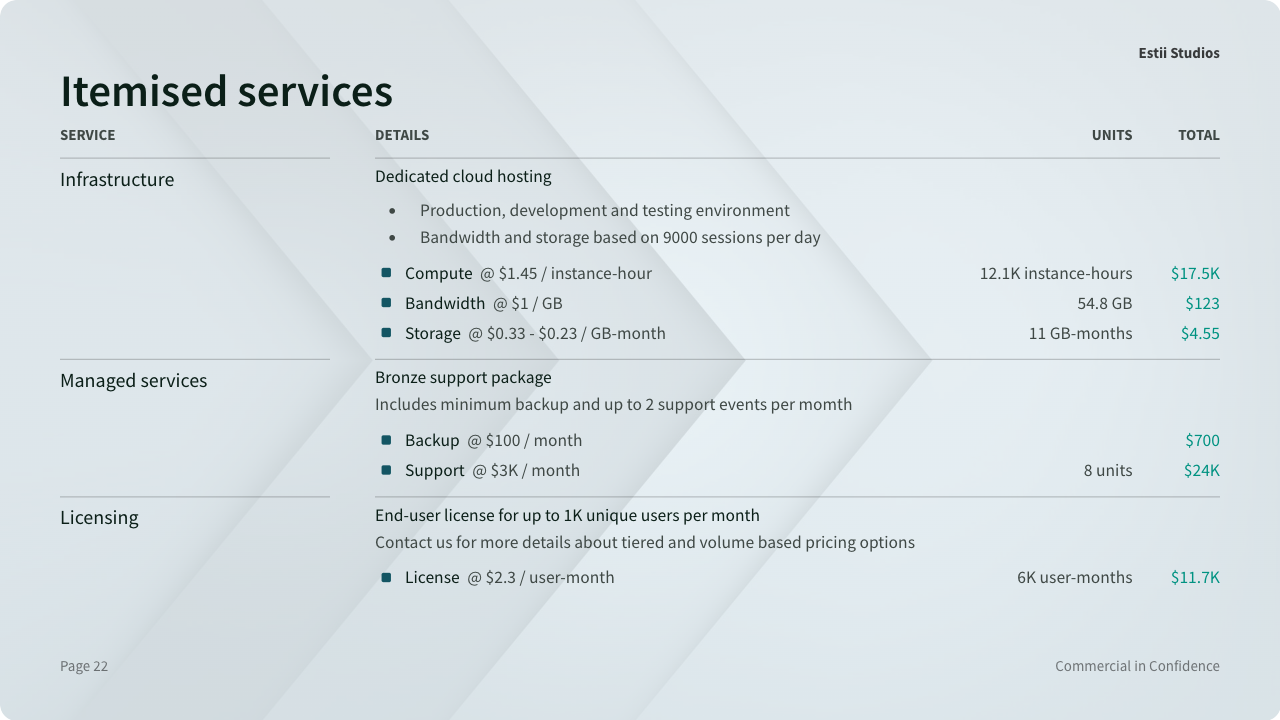 Estii Studios
Itemised services
SERVICE DETAILS UNITS TOTAL
Infrastructure Dedicated cloud hosting
• Production, development and testing environment
• Bandwidth and storage based on 9000 sessions per day
Compute @ $1.45 / instance-hour 12.1K instance-hours $17.5K
Bandwidth @ $1 / GB 54.8 GB $123
Storage @ $0.33 - $0.23 / GB-month 11 GB-months $4.55
Managed services Bronze support package
Includes minimum backup and up to 2 support events per momth
Backup @ $100 / month $700
Support @ $3K / month 8 units $24K
Licensing End-user license for up to 1K unique users per month
Contact us for more details about tiered and volume based pricing options
License @ $2.3 / user-month 6K user-months $11.7K
Page 22 Commercial in Confidence